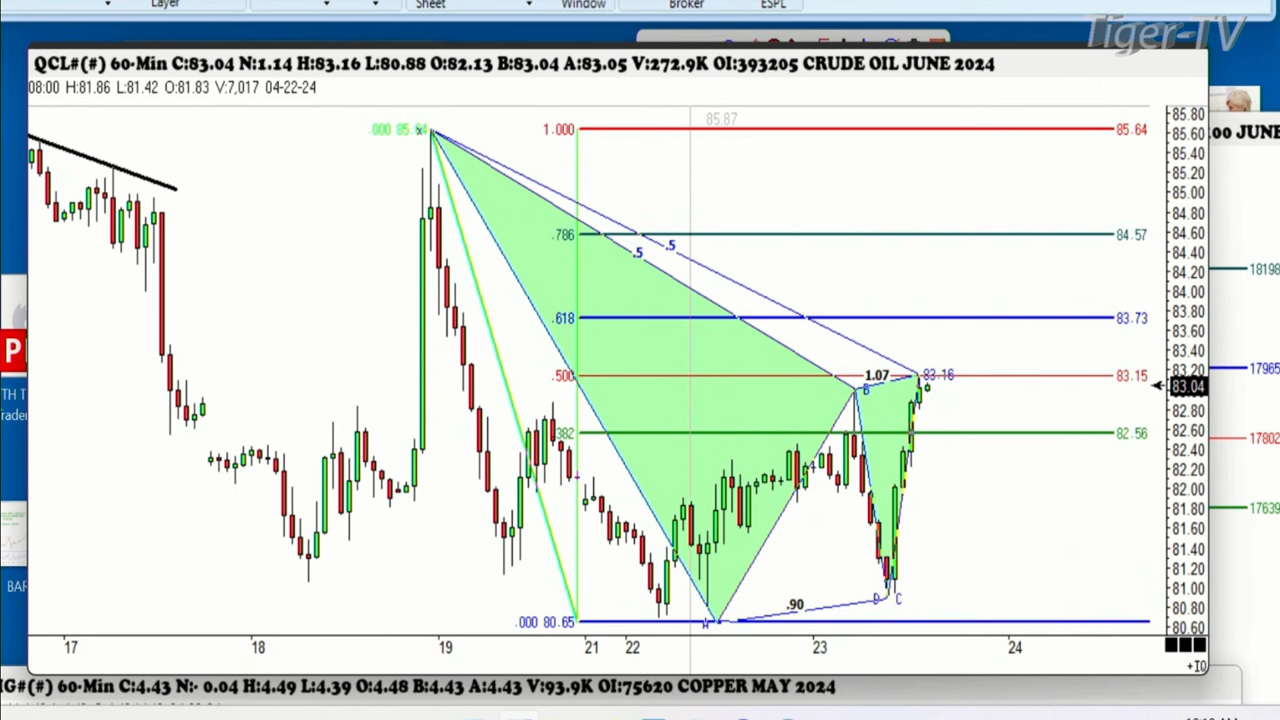 Layer
Sheet
Window
Broker
ESPL
Tiger-TV
QCL#(#) 60-Min C:83.04 N:1.14 H:83.16 L:80.88 O:82.13 B:83.04 A:83.05 V:272.9K OI:393205 CRUDE OIL JUNE 2024
08:00 H:81.86 L:81.42 O:81.83 V:7,017 04-22-24
85.87
85.80
.000 85.64
X
1.000
85.64
85.60
85.40
85.20
85.00
84.80
.786
84.57
84.60
.5
.5
84.40
84.20
84.00
83.80
.618
83.73
83.60
83.40
83.20
.500
1.07
83.16
83.15
B
83.04
82.80
.382
82.56
82.60
82.40
82.20
82.00
81.80
81.60
81.40
81.20
81.00
.90
D
C
80.80
.000 80.65
A
80.60
17
18
19
21
22
23
24
+IO
.00 JUNE
18198
17965
17802
17639
P
TH T
Trader
BAR
IG#(#) 60-Min C:4.43 N:- 0.04 H:4.49 L:4.39 O:4.48 B:4.43 A:4.43 V:93.9K OI:75620 COPPER MAY 2024